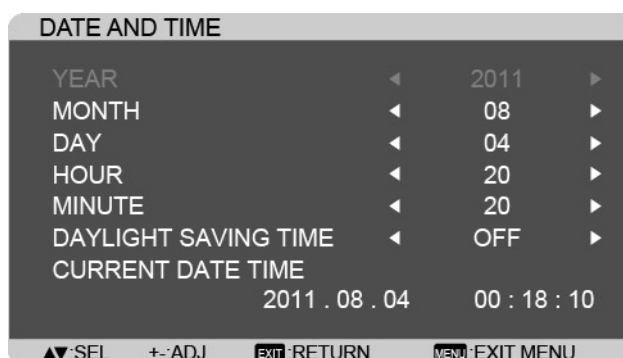 DATE AND TIME
YEAR ◄ 2011 ►
MONTH ◄ 08 ►
DAY ◄ 04 ►
HOUR ◄ 20 ►
MINUTE ◄ 20 ►
DAYLIGHT SAVING TIME ◄ OFF ►
CURRENT DATE TIME
2011 . 08 . 04 00 : 18 : 10
▲▼:SEL +-:ADJ EXIT:RETURN MENU:EXIT MENU